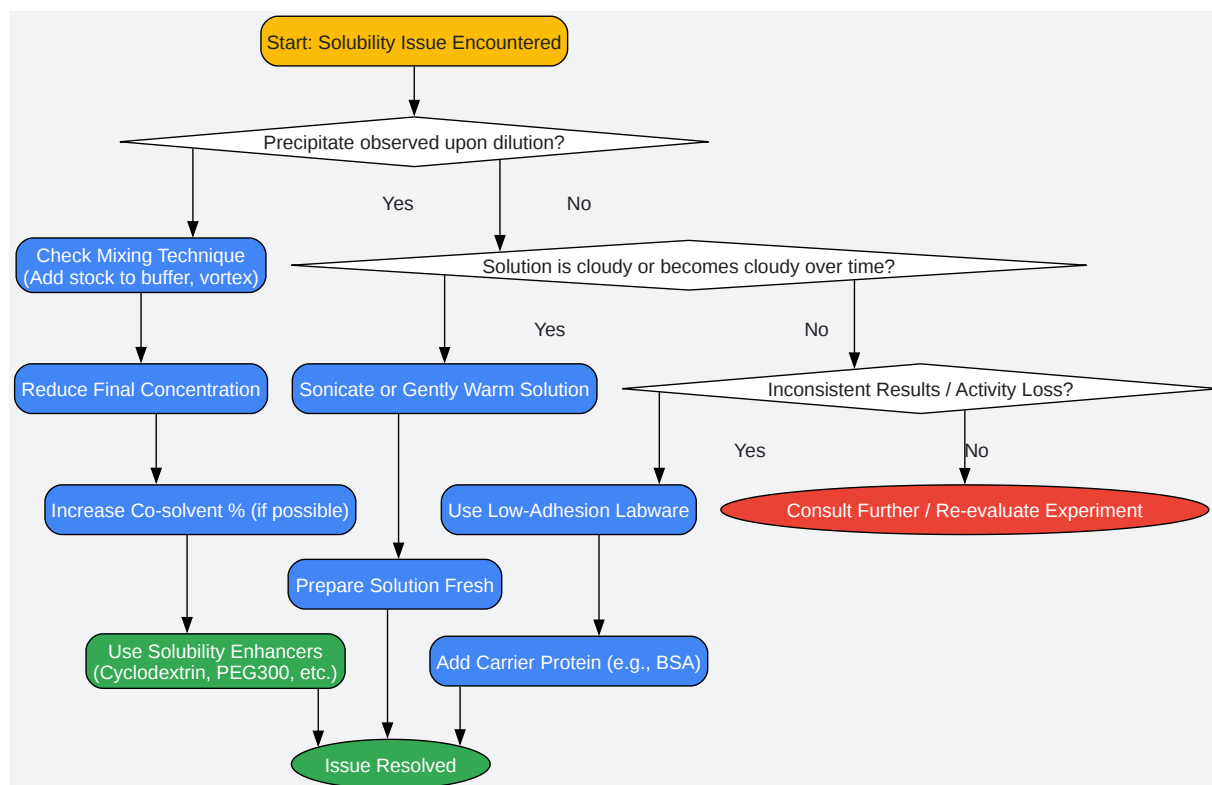 Start: Solubility Issue Encountered
Precipitate observed upon dilution?
Yes
No
Check Mixing Technique
(Add stock to buffer, vortex)
Solution is cloudy or becomes cloudy over time?
Yes
No
Reduce Final Concentration
Sonicate or Gently Warm Solution
Inconsistent Results / Activity Loss?
Yes
No
Increase Co-solvent % (if possible)
Use Low-Adhesion Labware
Consult Further / Re-evaluate Experiment
Prepare Solution Fresh
Use Solubility Enhancers
(Cyclodextrin, PEG300, etc.)
Add Carrier Protein (e.g., BSA)
Issue Resolved